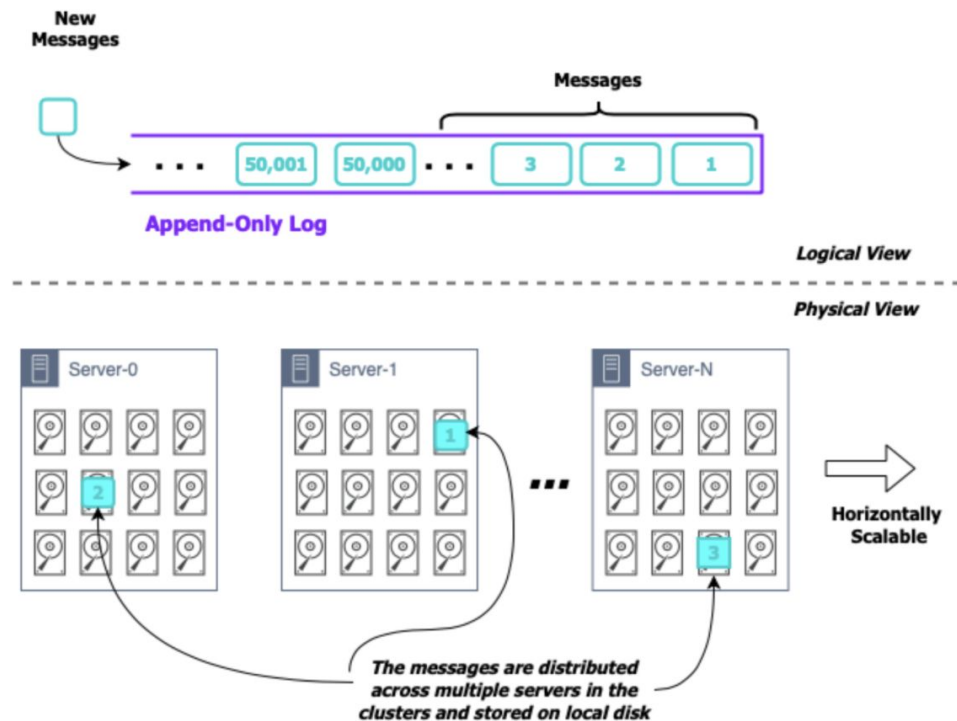 New
Messages
Messages
... 50,001 50,000 ... 3 2 1
Append-Only Log
Logical View
Physical View
Server-0 Server-1 Server-N
1
2
...
3
Horizontally
Scalable
The messages are distributed
across multiple servers in the
clusters and stored on local disk